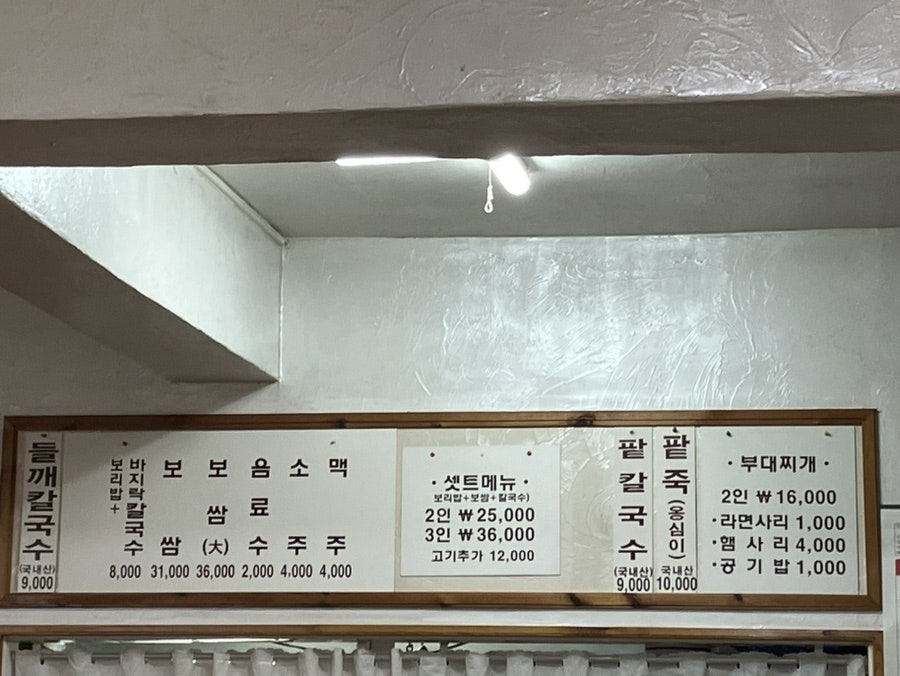 들깨칼국수
(국내산)
9,000
보리밥+
바지락칼국수
8,000
보쌈
31,000
보쌈(大)
36,000
음료수
2,000
소주
4,000
맥주
4,000
· 셋트메뉴 ·
보리밥+보쌈+칼국수)
2인 ₩25,000
3인 ₩36,000
고기추가 12,000
팥칼국수
(국내산)
9,000
팥죽(옹심이)
국내산
10,000
· 부대찌개 ·
2인 ₩16,000
·라면사리 1,000
·햄 사리 4,000
·공기밥 1,000